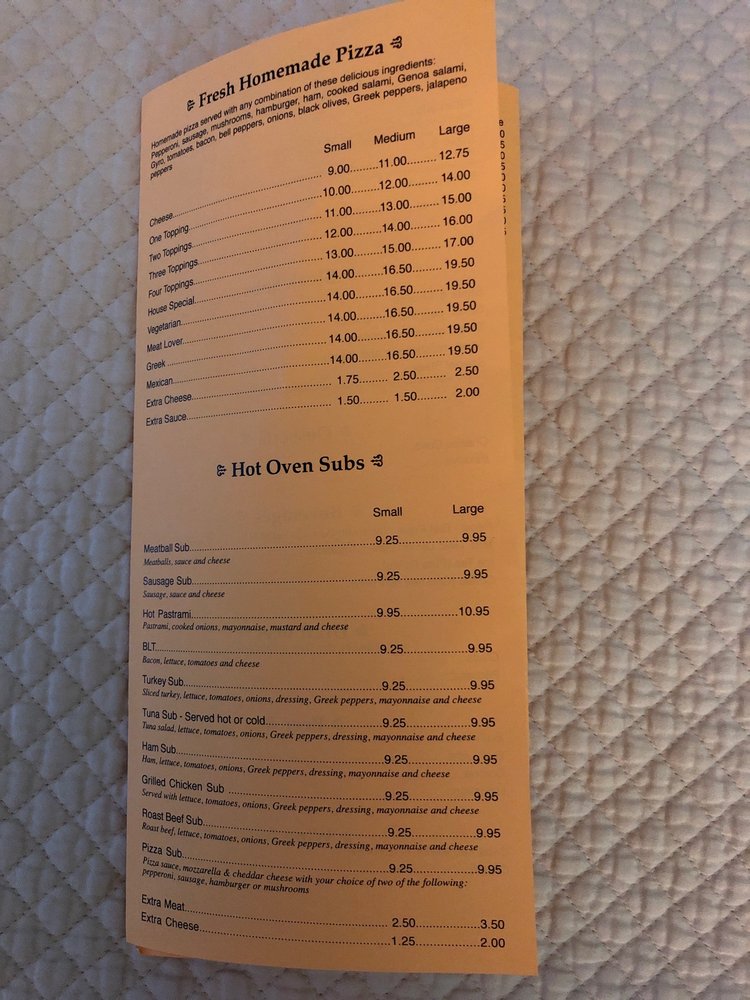 Fresh Homemade Pizza
Homemade pizza served with any combination of these delicious ingredients:
Pepperoni, sausage, mushrooms, hamburger, ham, cooked salami, Genoa salami,
Gyro, tomatoes, bacon, bell peppers, onions, black olives, Greek peppers, jalapeno
peppers
Small Medium Large
Cheese..........9.00........11.00........12.75
One Topping..........10.00........12.00........14.00
Two Toppings..........11.00........13.00........15.00
Three Toppings..........12.00........14.00........16.00
Four Toppings..........13.00........15.00........17.00
House Special..........14.00........16.50........19.50
Vegetarian..........14.00........16.50........19.50
Meat Lover..........14.00........16.50........19.50
Greek..........14.00........16.50........19.50
Mexican..........14.00........16.50........19.50
Extra Cheese..........1.75........2.50........2.50
Extra Sauce..........1.50........1.50........2.00
Hot Oven Subs
Small Large
Meatball Sub..........9.25..........9.95
Meatballs, sauce and cheese
Sausage Sub..........9.25..........9.95
Sausage, sauce and cheese
Hot Pastrami..........9.95..........10.95
Pastrami, cooked onions, mayonnaise, mustard and cheese
BLT..........9.25..........9.95
Bacon, lettuce, tomatoes and cheese
Turkey Sub..........9.25..........9.95
Sliced turkey, lettuce, tomatoes, onions, dressing, Greek peppers, mayonnaise and cheese
Tuna Sub - Served hot or cold..........9.25..........9.95
Tuna salad, lettuce, tomatoes, onions, Greek peppers, dressing, mayonnaise and cheese
Ham Sub..........9.25..........9.95
Ham, lettuce, tomatoes, onions, Greek peppers, dressing, mayonnaise and cheese
Grilled Chicken Sub..........9.25..........9.95
Served with lettuce, tomatoes, onions, Greek peppers, dressing, mayonnaise and cheese
Roast Beef Sub..........9.25..........9.95
Roast beef, lettuce, tomatoes, onions, Greek peppers, dressing, mayonnaise and cheese
Pizza Sub..........9.25..........9.95
Pizza sauce, mozzarella & cheddar cheese with your choice of two of the following:
pepperoni, sausage, hamburger or mushrooms
Extra Meat..........2.50..........3.50
Extra Cheese..........1.25..........2.00